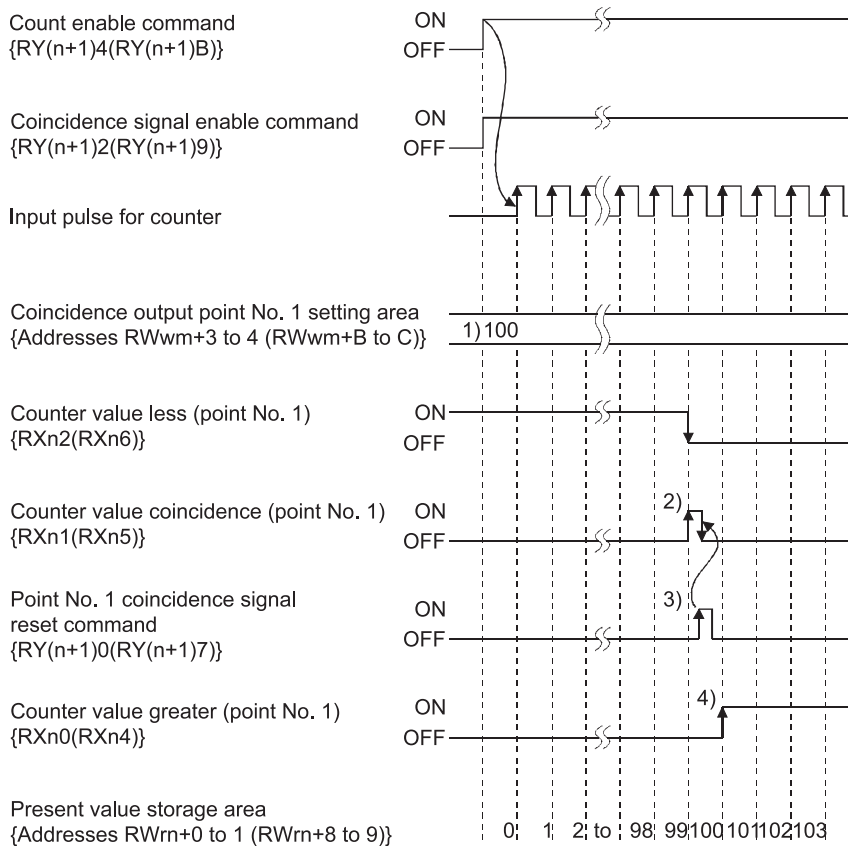 Count enable command
{RY(n+1)4(RY(n+1)B)}
ON
OFF
Coincidence signal enable command
{RY(n+1)2(RY(n+1)9)}
ON
OFF
Input pulse for counter
Coincidence output point No. 1 setting area
{Addresses RWwm+3 to 4 (RWwm+B to C)}
1) 100
Counter value less (point No. 1)
{RXn2(RXn6)}
ON
OFF
Counter value coincidence (point No. 1)
{RXn1(RXn5)}
ON
OFF
2)
Point No. 1 coincidence signal
reset command
{RY(n+1)0(RY(n+1)7)}
ON
OFF
3)
Counter value greater (point No. 1)
{RXn0(RXn4)}
ON
OFF
4)
Present value storage area
{Addresses RWrn+0 to 1 (RWrn+8 to 9)}
0 1 2 to 98 99 100 101 102 103